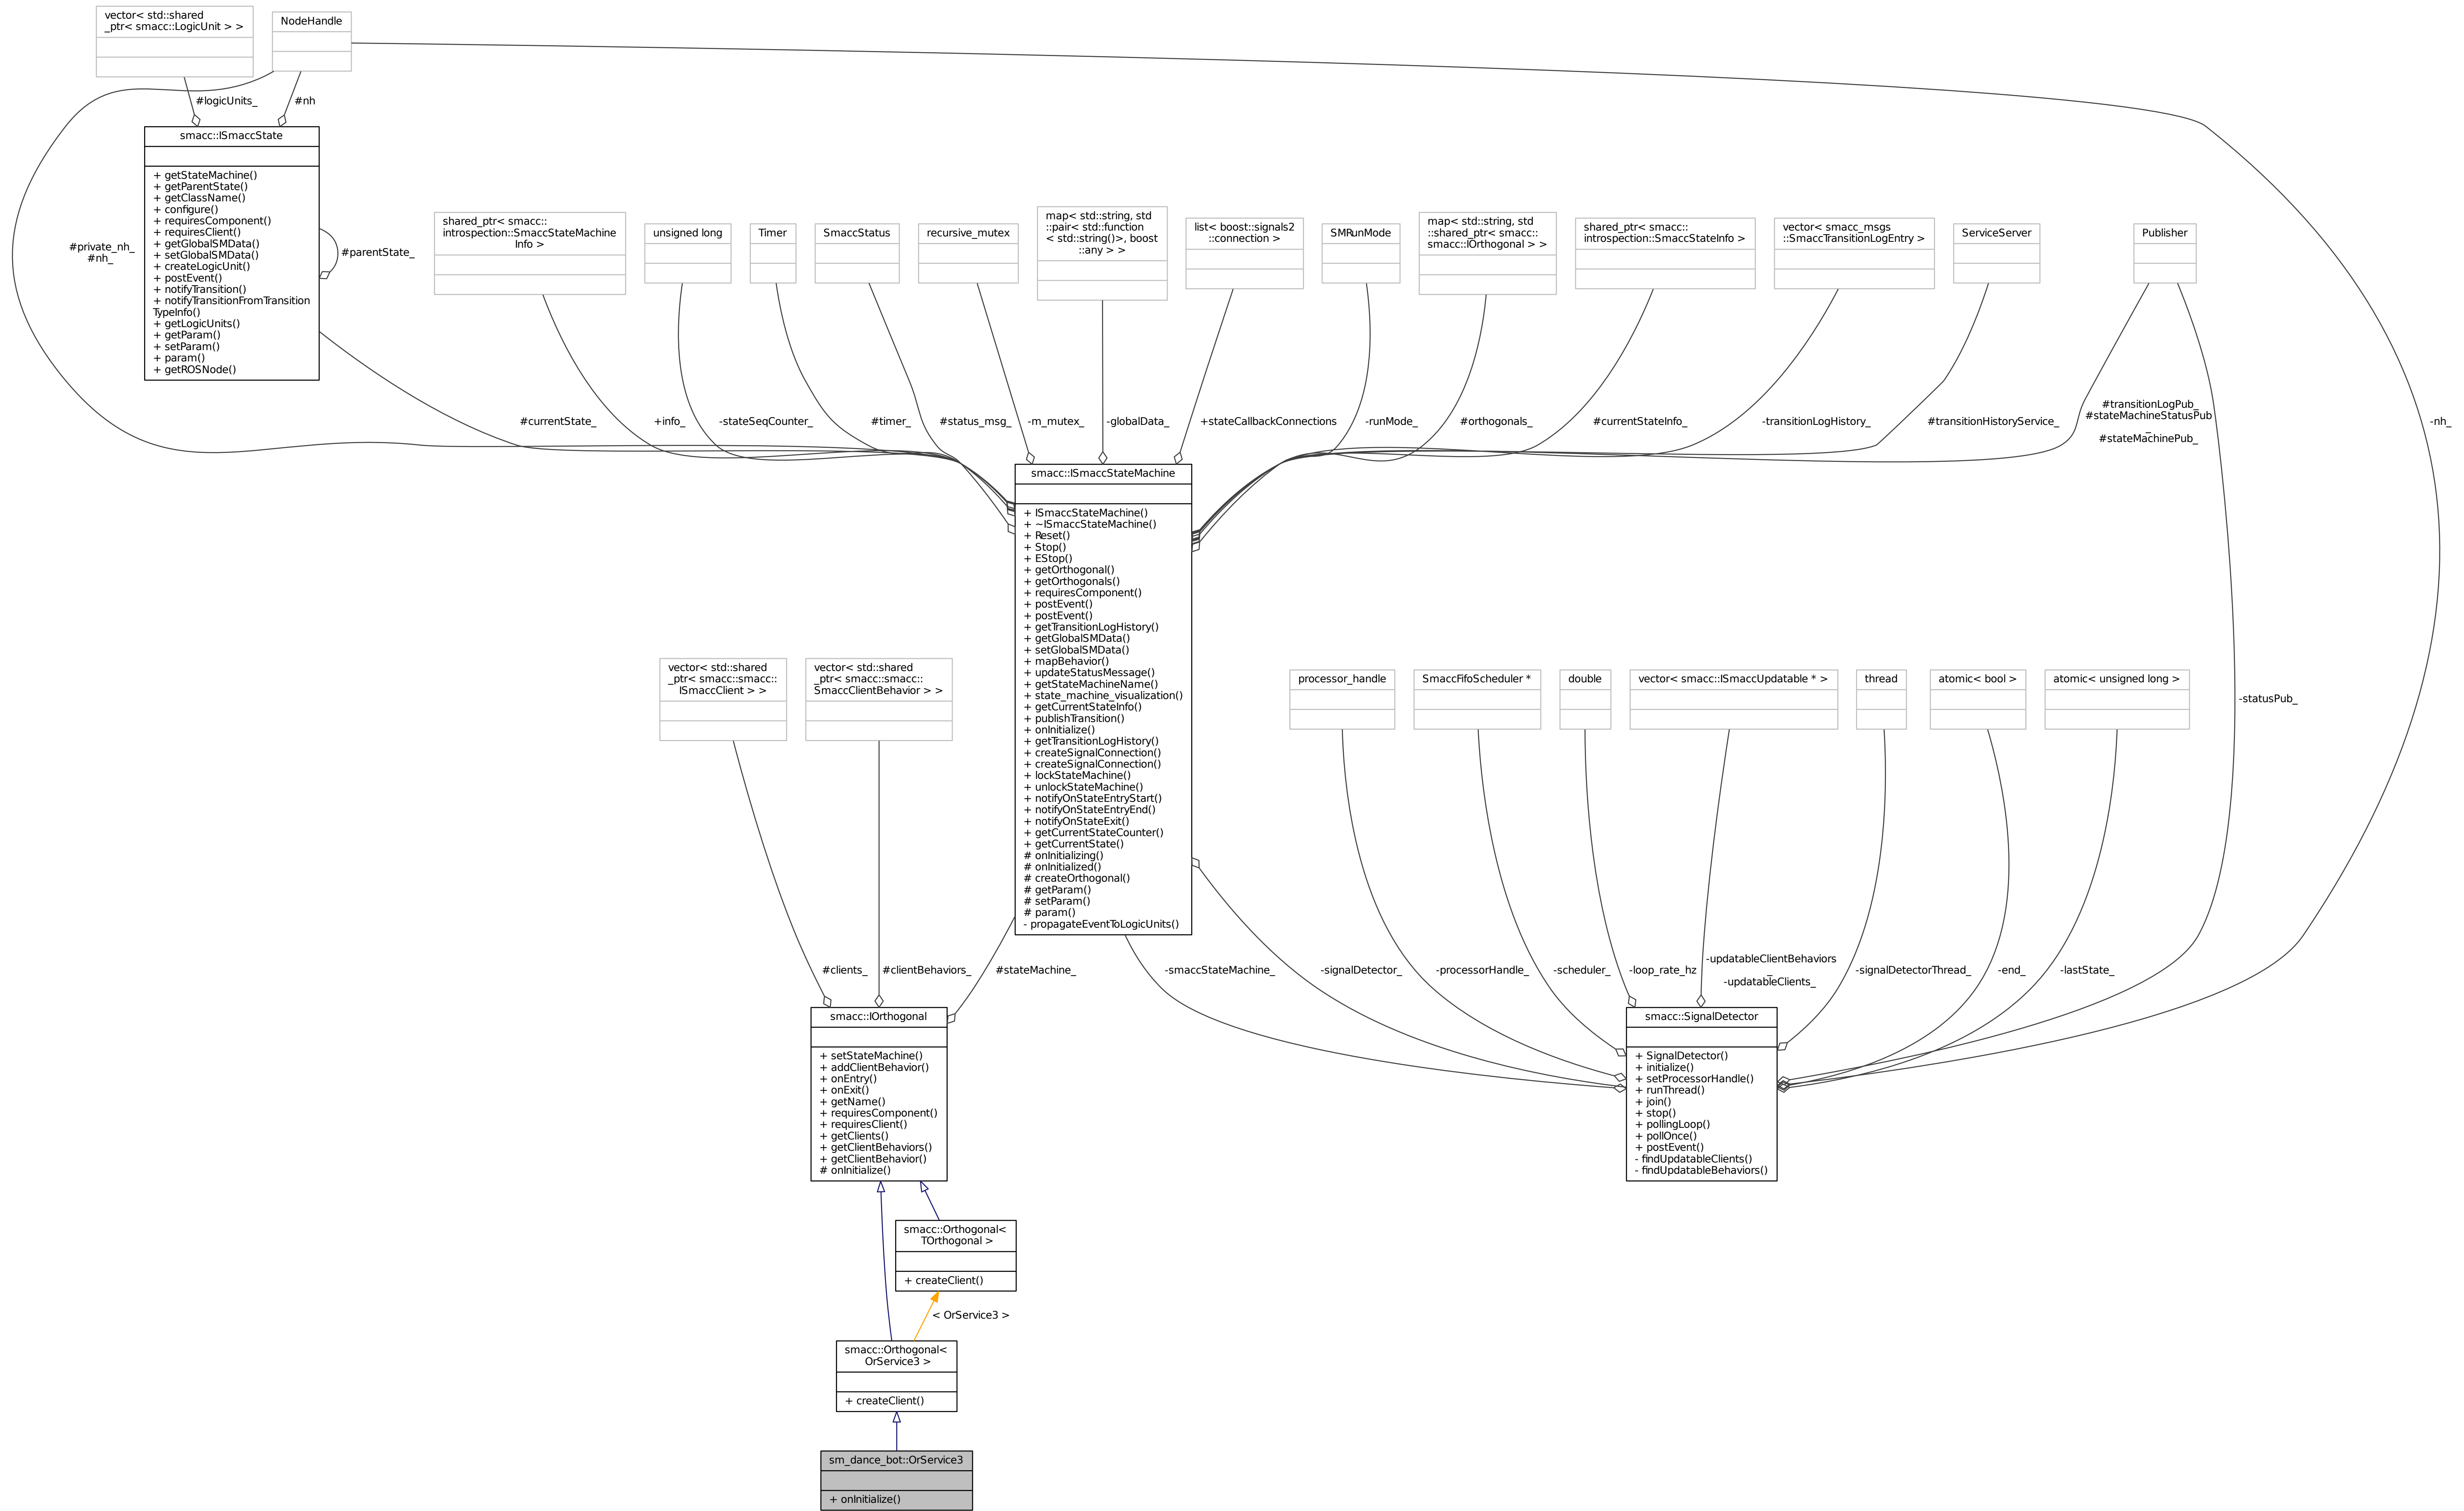 vector< std::shared
_ptr< smacc::LogicUnit > >
NodeHandle
#logicUnits_
#nh
smacc::ISmaccState
+ getStateMachine()
+ getParentState()
+ getClassName()
+ configure()
+ requiresComponent()
+ requiresClient()
+ getGlobalSMData()
+ setGlobalSMData()
+ createLogicUnit()
+ postEvent()
+ notifyTransition()
+ notifyTransitionFromTransition
TypeInfo()
+ getLogicUnits()
+ getParam()
+ setParam()
+ param()
+ getROSNode()
#private_nh_
#nh_
#parentState_
shared_ptr< smacc::
introspection::SmaccStateMachine
Info >
unsigned long
Timer
SmaccStatus
recursive_mutex
map< std::string, std
::pair< std::function
< std::string()>, boost
::any > >
list< boost::signals2
::connection >
SMRunMode
map< std::string, std
::shared_ptr< smacc::
smacc::IOrthogonal > >
shared_ptr< smacc::
introspection::SmaccStateInfo >
vector< smacc_msgs
::SmaccTransitionLogEntry >
ServiceServer
Publisher
#currentState_
+info_
-stateSeqCounter_
#timer_
#status_msg_
-m_mutex_
-globalData_
+stateCallbackConnections
-runMode_
#orthogonals_
#currentStateInfo_
-transitionLogHistory_
#transitionHistoryService_
#transitionLogPub_
#stateMachineStatusPub
_
#stateMachinePub_
-nh_
smacc::ISmaccStateMachine
+ ISmaccStateMachine()
+ ~ISmaccStateMachine()
+ Reset()
+ Stop()
+ EStop()
+ getOrthogonal()
+ getOrthogonals()
+ requiresComponent()
+ postEvent()
+ postEvent()
+ getTransitionLogHistory()
+ getGlobalSMData()
+ setGlobalSMData()
+ mapBehavior()
+ updateStatusMessage()
+ getStateMachineName()
+ state_machine_visualization()
+ getCurrentStateInfo()
+ publishTransition()
+ onInitialize()
+ getTransitionLogHistory()
+ createSignalConnection()
+ createSignalConnection()
+ lockStateMachine()
+ unlockStateMachine()
+ notifyOnStateEntryStart()
+ notifyOnStateEntryEnd()
+ notifyOnStateExit()
+ getCurrentStateCounter()
+ getCurrentState()
# onInitializing()
# onInitialized()
# createOrthogonal()
# getParam()
# setParam()
# param()
- propagateEventToLogicUnits()
vector< std::shared
_ptr< smacc::smacc::
ISmaccClient > >
vector< std::shared
_ptr< smacc::smacc::
SmaccClientBehavior > >
processor_handle
SmaccFifoScheduler *
double
vector< smacc::ISmaccUpdatable * >
thread
atomic< bool >
atomic< unsigned long >
-statusPub_
#clients_
#clientBehaviors_
#stateMachine_
-smaccStateMachine_
-signalDetector_
-processorHandle_
-scheduler_
-loop_rate_hz
-updatableClientBehaviors
_
-updatableClients_
-signalDetectorThread_
-end_
-lastState_
smacc::IOrthogonal
+ setStateMachine()
+ addClientBehavior()
+ onEntry()
+ onExit()
+ getName()
+ requiresComponent()
+ requiresClient()
+ getClients()
+ getClientBehaviors()
+ getClientBehavior()
# onInitialize()
smacc::SignalDetector
+ SignalDetector()
+ initialize()
+ setProcessorHandle()
+ runThread()
+ join()
+ stop()
+ pollingLoop()
+ pollOnce()
+ postEvent()
- findUpdatableClients()
- findUpdatableBehaviors()
smacc::Orthogonal<
TOrthogonal >
+ createClient()
< OrService3 >
smacc::Orthogonal<
OrService3 >
+ createClient()
sm_dance_bot::OrService3
+ onInitialize()